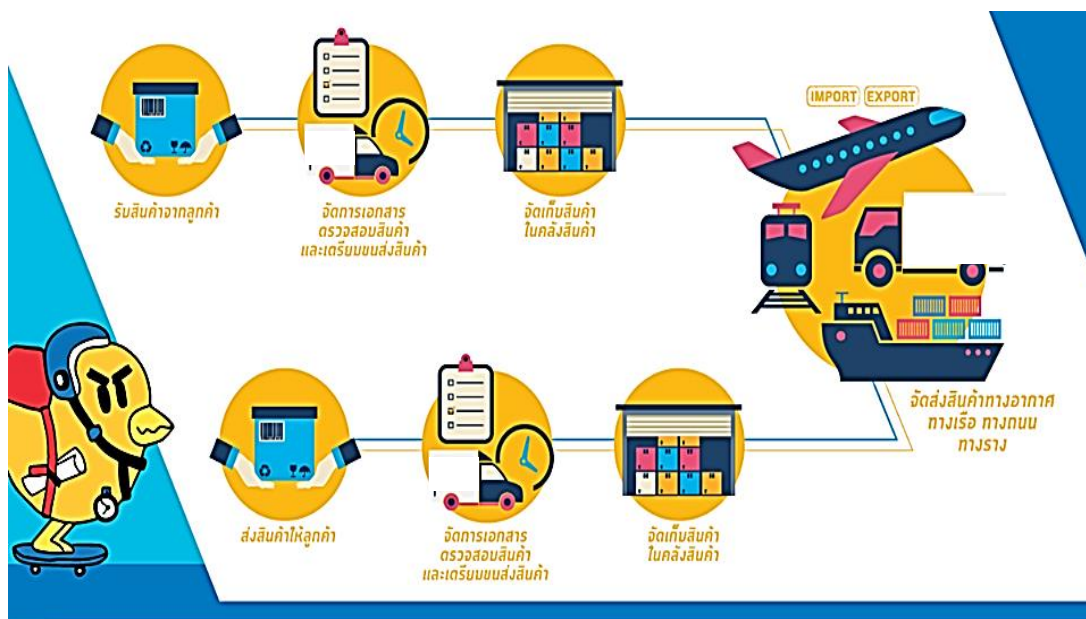 IMPORT EXPORT
รับสินค้าจากลูกค้า
จัดการเอกสาร
ตรวจสอบสินค้า
และเตรียมขนส่งสินค้า
จัดเก็บสินค้า
ในคลังสินค้า
จัดส่งสินค้าทางอากาศ
ทางเรือ ทางถนน
ทางราง
ส่งสินค้าให้ลูกค้า
จัดการเอกสาร
ตรวจสอบสินค้า
และเตรียมขนส่งสินค้า
จัดเก็บสินค้า
ในคลังสินค้า